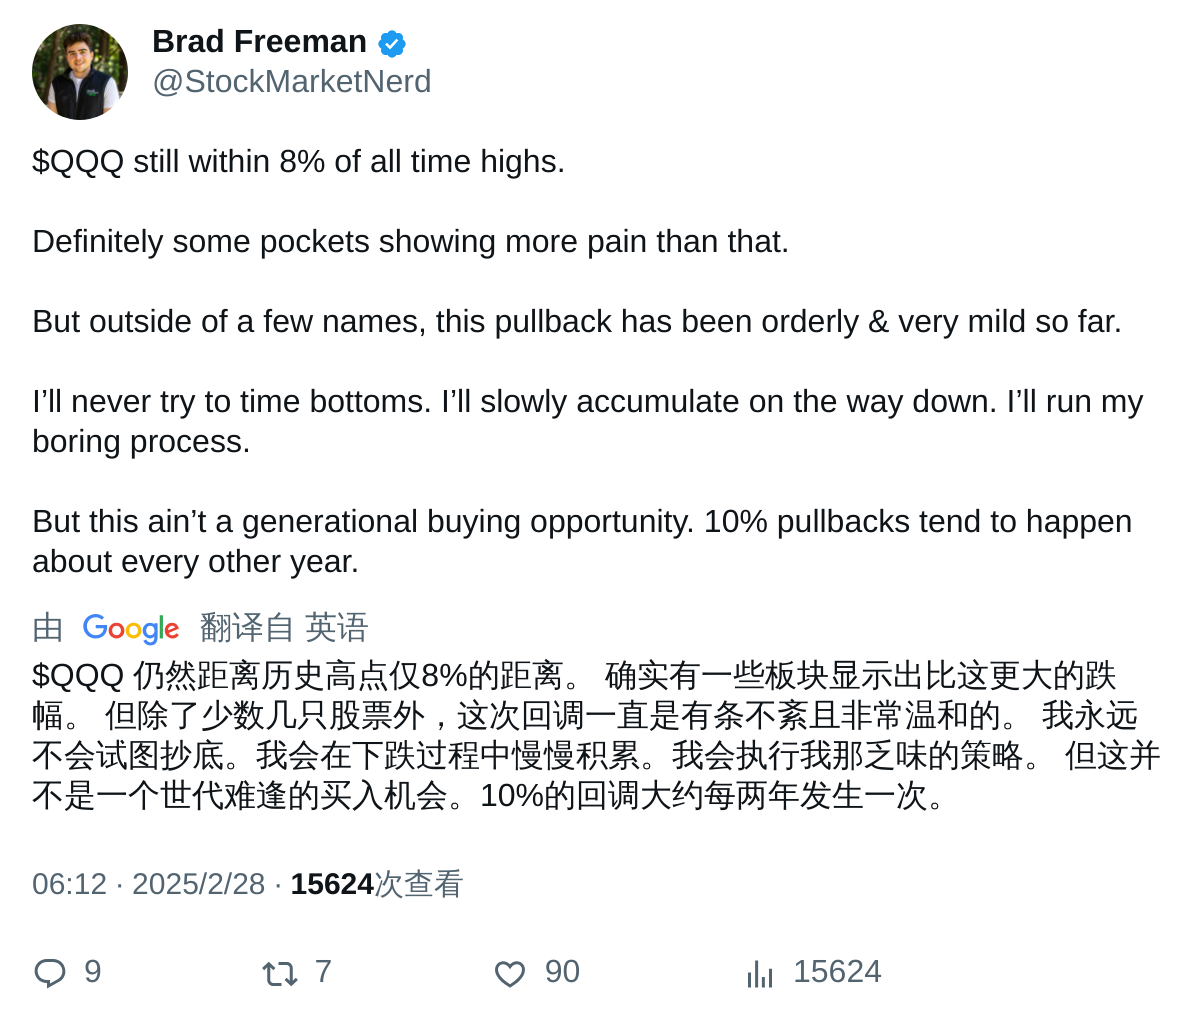 Brad Freeman
@StockMarketNerd
$QQQ still within 8% of all time highs.
Definitely some pockets showing more pain than that.
But outside of a few names, this pullback has been orderly & very mild so far.
I’ll never try to time bottoms. I’ll slowly accumulate on the way down. I’ll run my
boring process.
But this ain’t a generational buying opportunity. 10% pullbacks tend to happen
about every other year.
由 Google 翻译自 英语
$QQQ 仍然距离历史高点仅8%的距离。 确实有一些板块显示出比这更大的跌
幅。 但除了少数几只股票外，这次回调一直是有条不紊且非常温和的。 我永远
不会试图抄底。我会在下跌过程中慢慢积累。我会执行我那乏味的策略。 但这并
不是一个世代难逢的买入机会。10%的回调大约每两年发生一次。
06:12 · 2025/2/28 · 15624次查看
9 7 90 15624